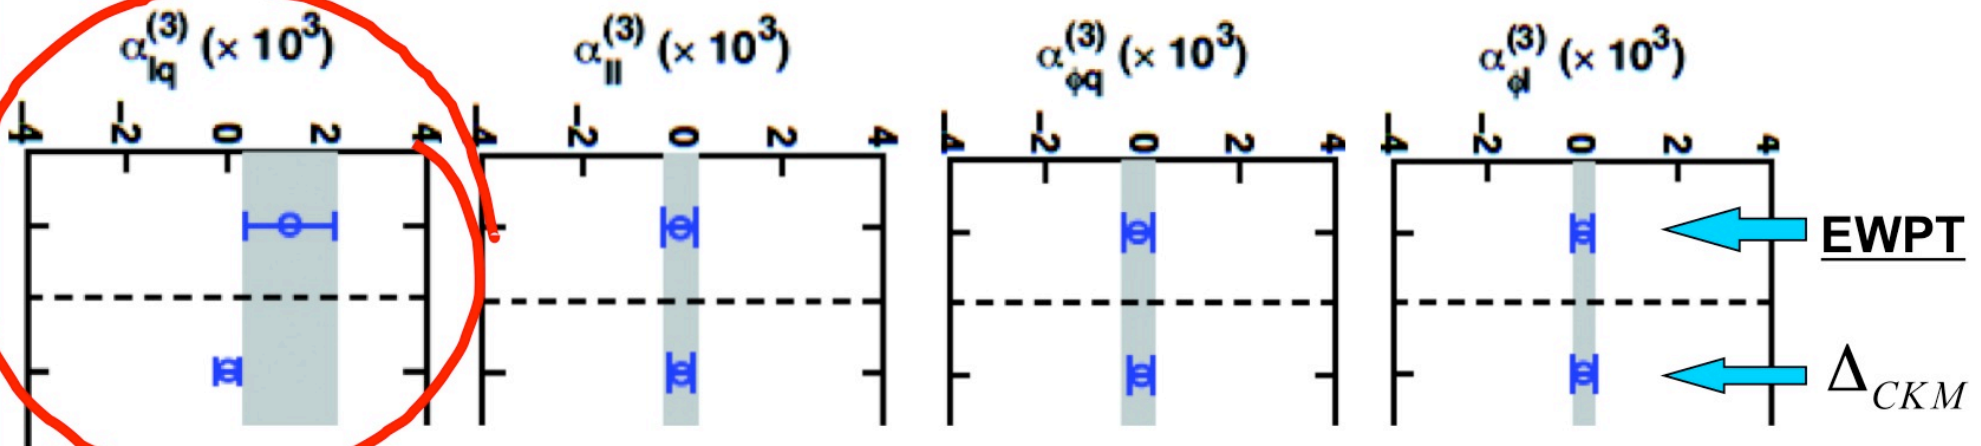 α_lq^(3) (× 10^3) α_ll^(3) (× 10^3) α_ϕq^(3) (× 10^3) α_ϕl^(3) (× 10^3)
-4 -2 0 2 4 -4 -2 0 2 4 -4 -2 0 2 4 -4 -2 0 2 4
EWPT
Δ_CKM